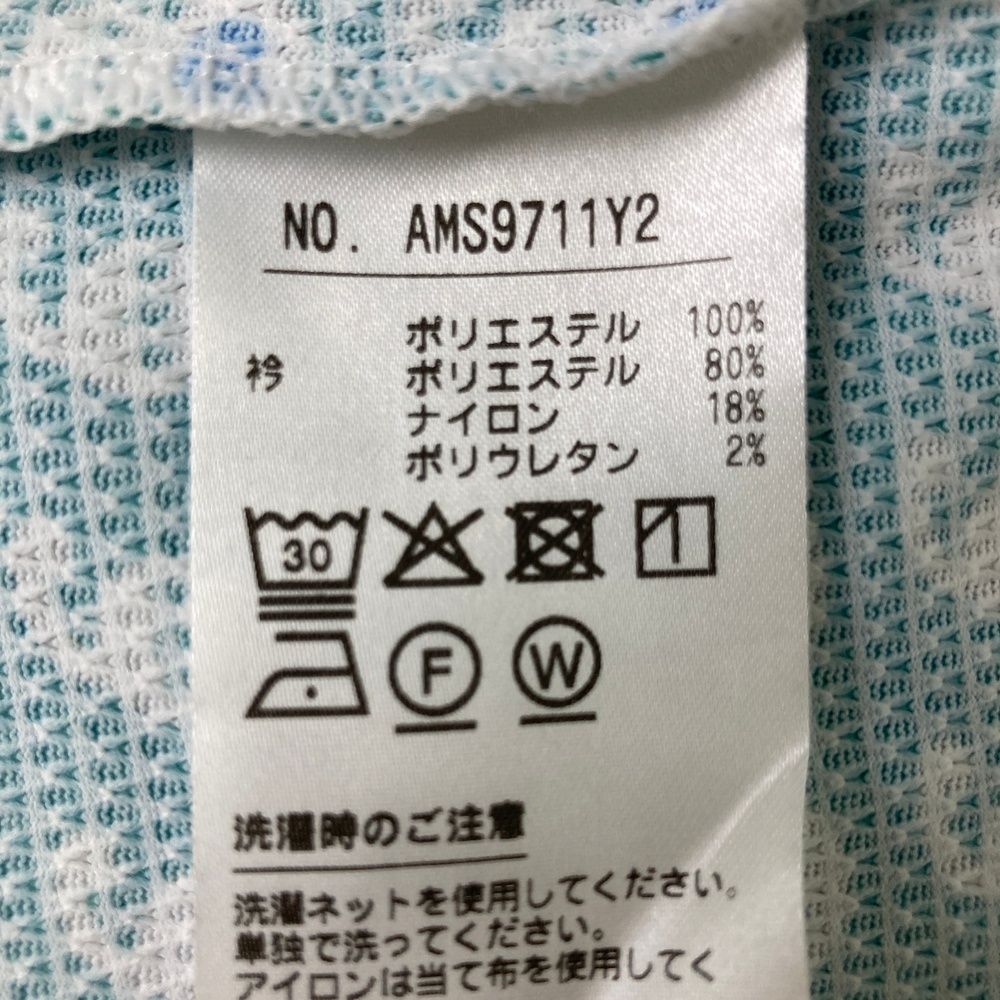 NO. AMS9711Y2
ポリエステル 100%
衿 ポリエステル 80%
ナイロン 18%
ポリウレタン 2%
30
F W
洗濯時のご注意
洗濯ネットを使用してください。
単独で洗ってください。
アイロンは当て布を使用してく